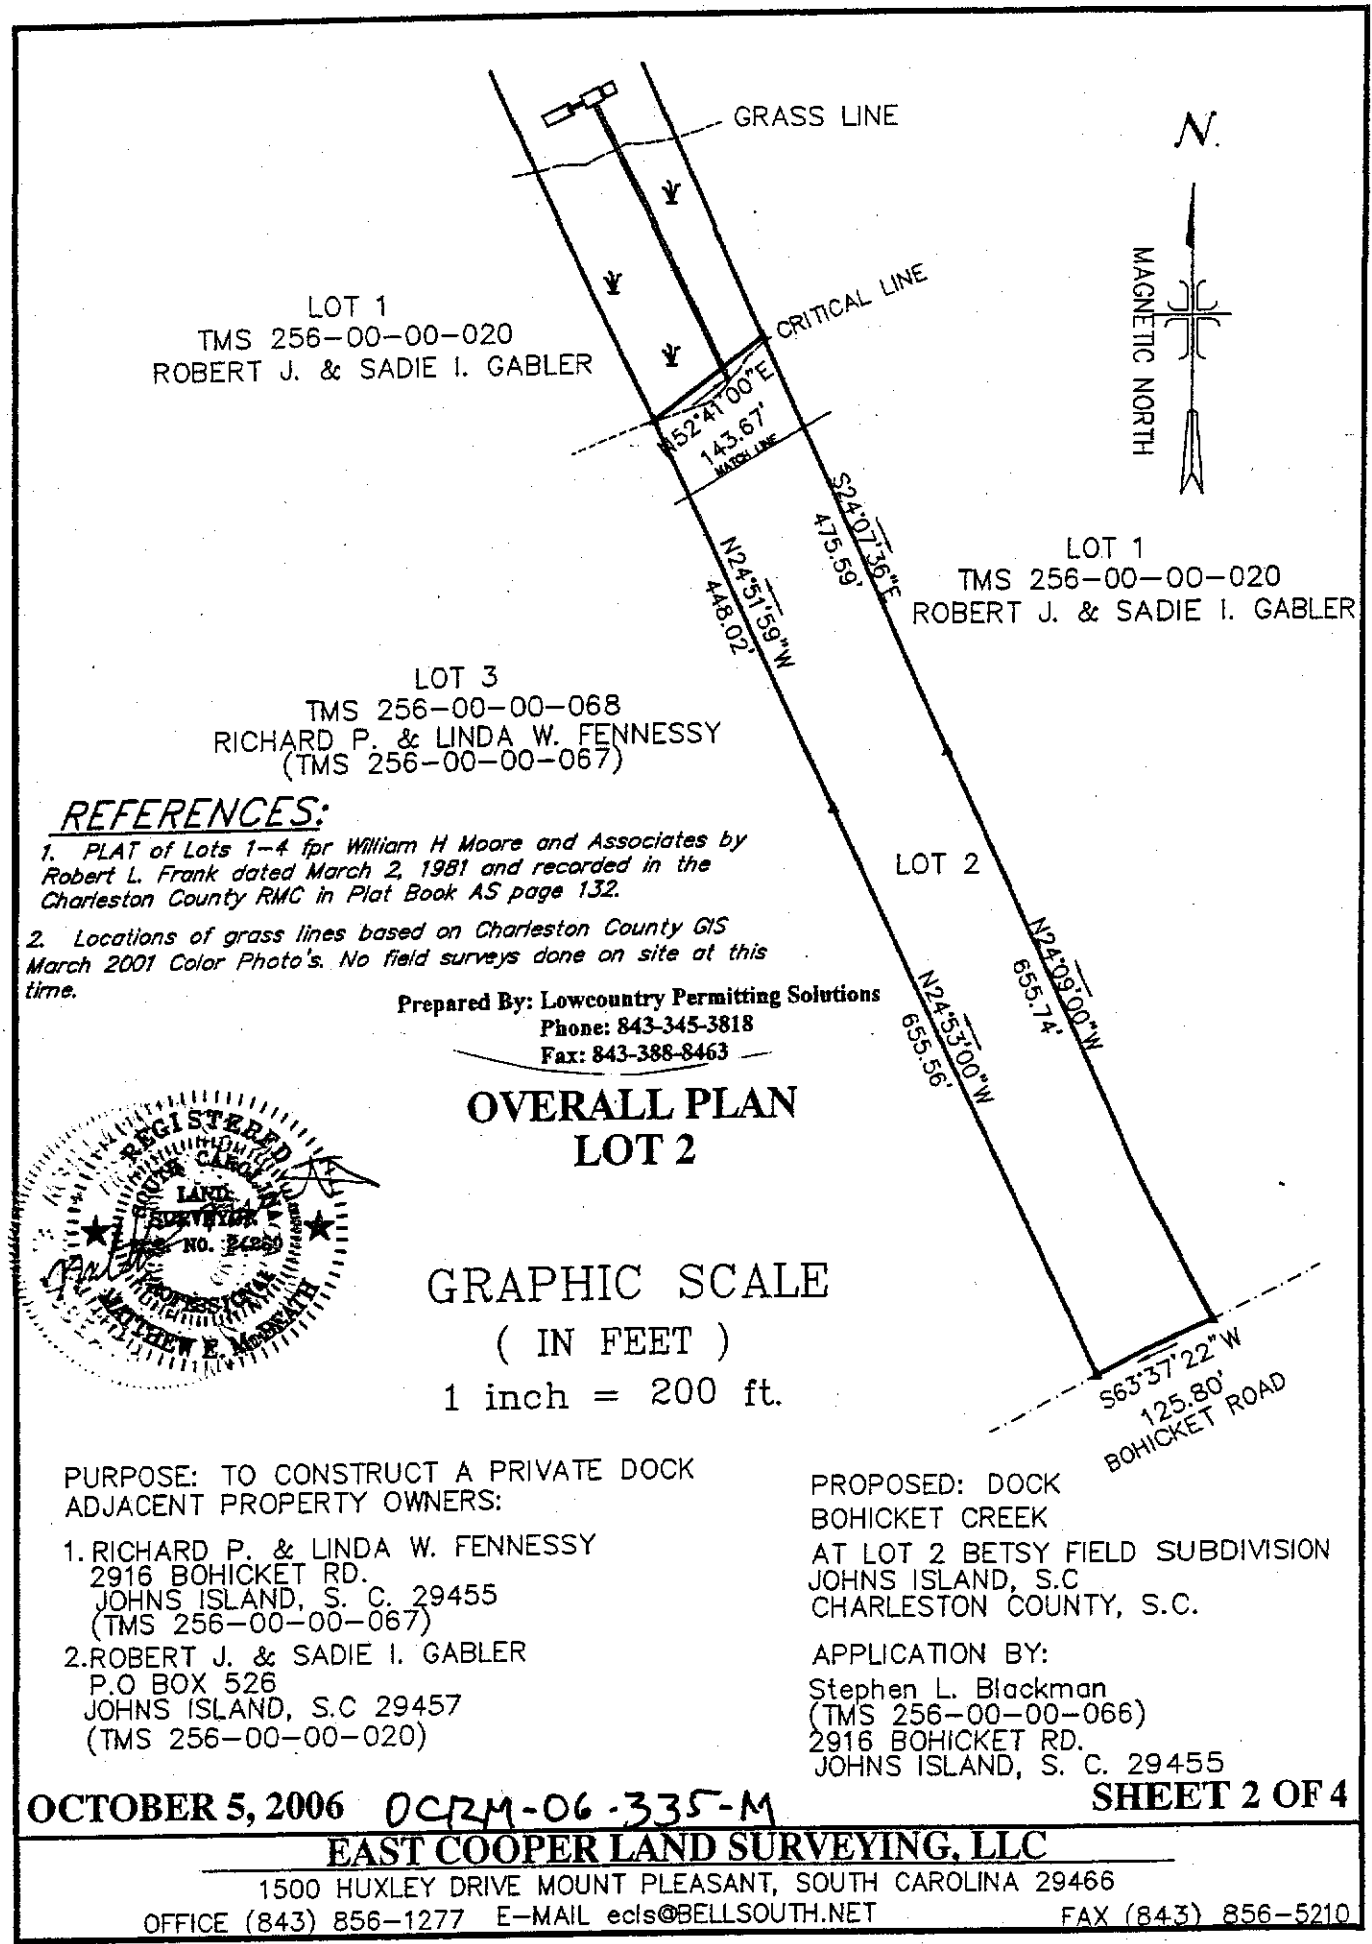 GRASS LINE
N.
MAGNETIC NORTH
CRITICAL LINE
LOT 1
TMS 256-00-00-020
ROBERT J. & SADIE I. GABLER
N52°41'00"E
143.67'
MATCH LINE
S24°07'36"E
475.59'
N24°51'59"W
448.02'
LOT 1
TMS 256-00-00-020
ROBERT J. & SADIE I. GABLER
LOT 3
TMS 256-00-00-068
RICHARD P. & LINDA W. FENNESSY
(TMS 256-00-00-067)
REFERENCES:
1. PLAT of Lots 1-4 for William H Moore and Associates by
Robert L. Frank dated March 2, 1981 and recorded in the
Charleston County RMC in Plat Book AS page 132.
2. Locations of grass lines based on Charleston County GIS
March 2001 Color Photo's. No field surveys done on site at this
time.
LOT 2
N24°09'00"W
655.74'
N24°53'00"W
655.56'
Prepared By: Lowcountry Permitting Solutions
Phone: 843-345-3818
Fax: 843-388-8463
OVERALL PLAN
LOT 2
REGISTERED
SOUTH CAROLINA
LAND
SURVEYOR
NO.
PROFESSIONAL
MATTHEW E. McBEATH
GRAPHIC SCALE
( IN FEET )
1 inch = 200 ft.
S63°37'22"W
125.80'
BOHICKET ROAD
PURPOSE: TO CONSTRUCT A PRIVATE DOCK
ADJACENT PROPERTY OWNERS:
1. RICHARD P. & LINDA W. FENNESSY
2916 BOHICKET RD.
JOHNS ISLAND, S. C. 29455
(TMS 256-00-00-067)
2. ROBERT J. & SADIE I. GABLER
P.O BOX 526
JOHNS ISLAND, S.C 29457
(TMS 256-00-00-020)
PROPOSED: DOCK
BOHICKET CREEK
AT LOT 2 BETSY FIELD SUBDIVISION
JOHNS ISLAND, S.C
CHARLESTON COUNTY, S.C.
APPLICATION BY:
Stephen L. Blackman
(TMS 256-00-00-066)
2916 BOHICKET RD.
JOHNS ISLAND, S. C. 29455
OCTOBER 5, 2006 OCRM-06-335-M
SHEET 2 OF 4
EAST COOPER LAND SURVEYING, LLC
1500 HUXLEY DRIVE MOUNT PLEASANT, SOUTH CAROLINA 29466
OFFICE (843) 856-1277 E-MAIL ecls@BELLSOUTH.NET FAX (843) 856-5210